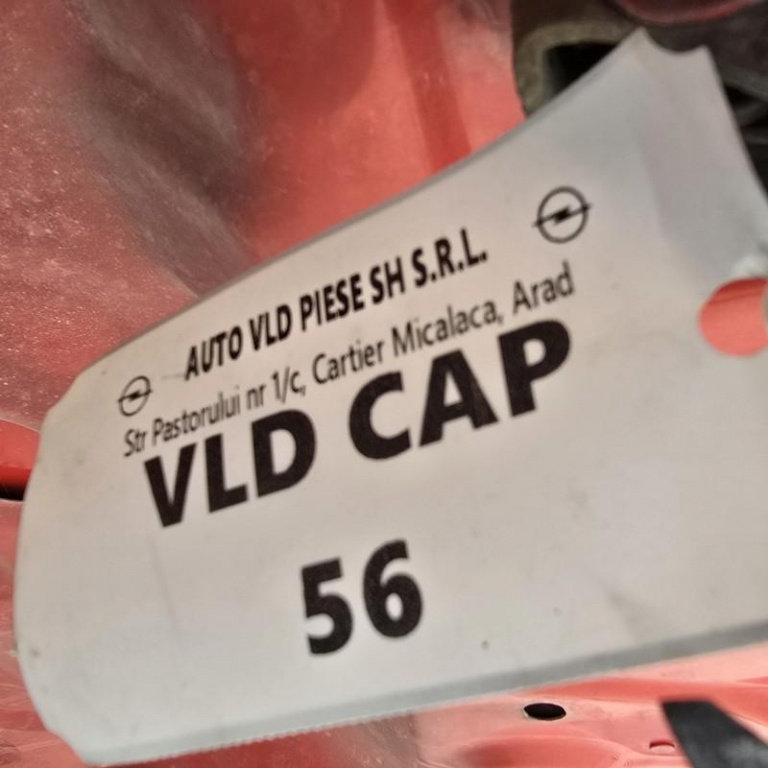 AUTO VLD PIESE SH S.R.L.
Str Pastorului nr 1/c, Cartier Micalaca, Arad
VLD CAP
56